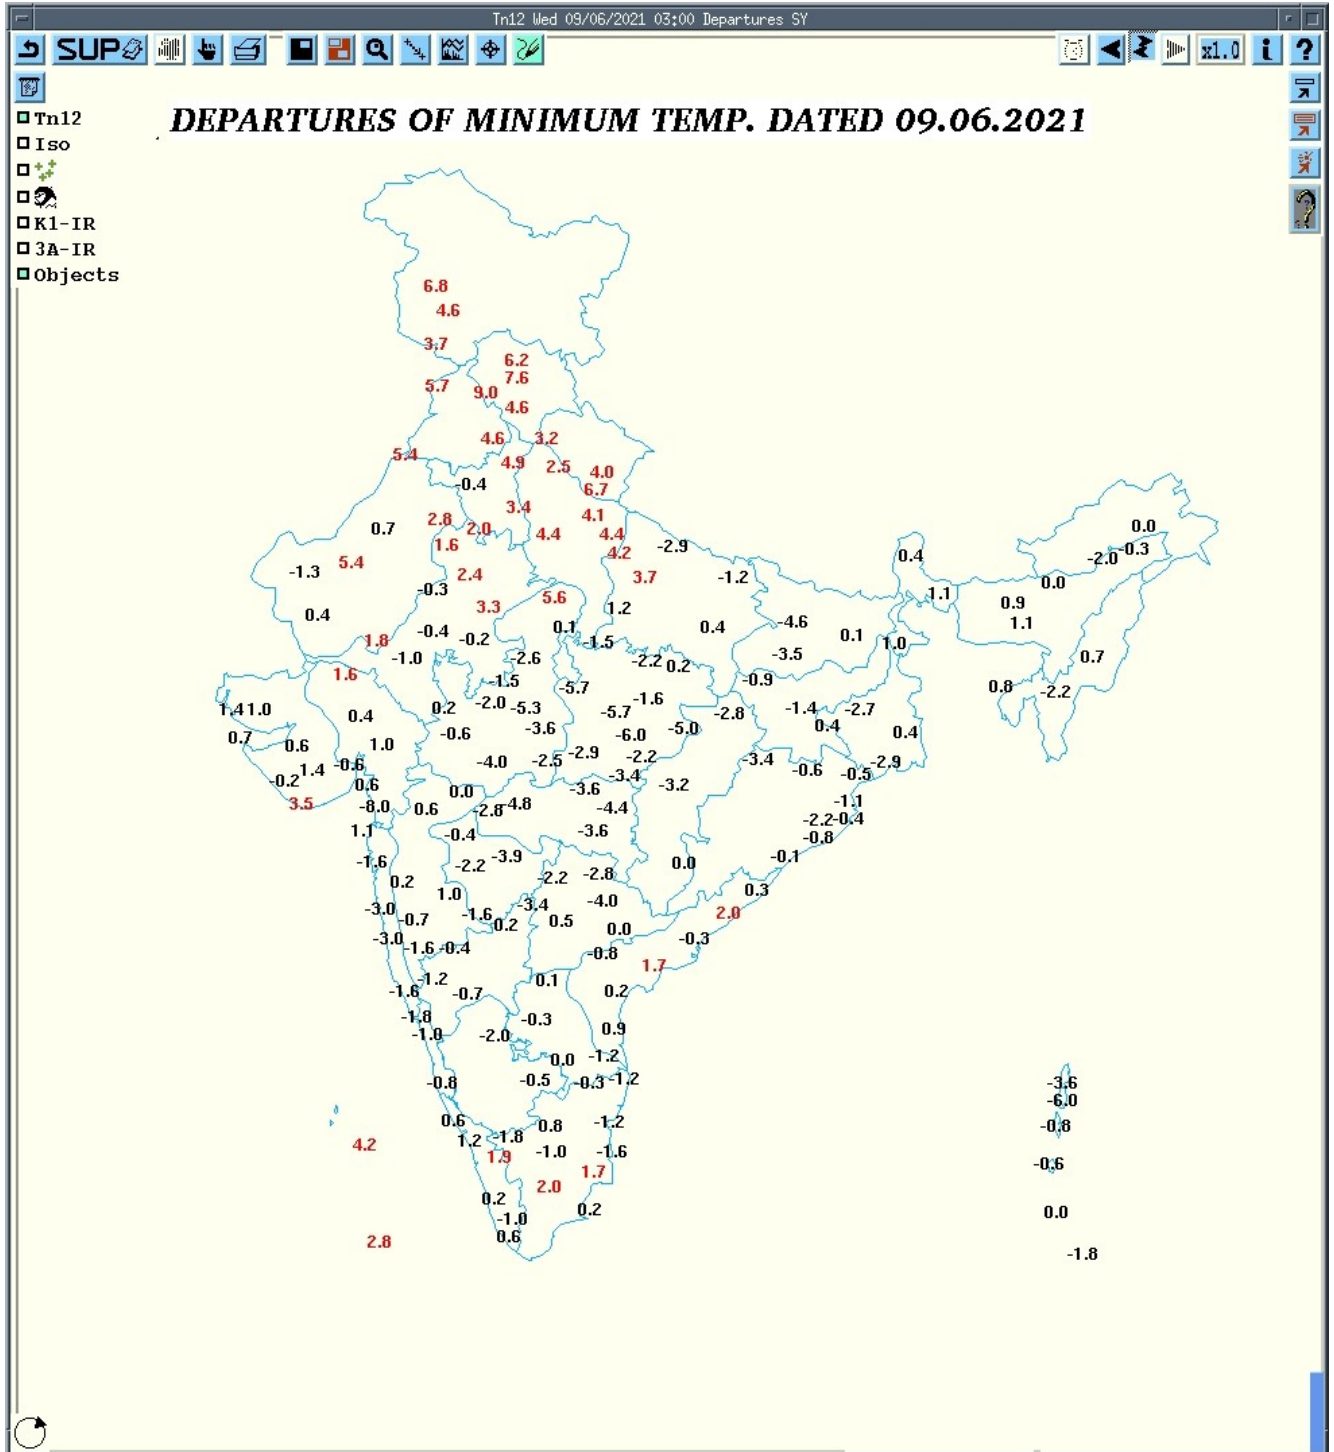 Tn12 Wed 09/06/2021 03:00 Departures SY
SUP
x1.0 i ?
Tn12
Iso
K1-IR
3A-IR
Objects
DEPARTURES OF MINIMUM TEMP. DATED 09.06.2021
6.8
4.6
3.7
6.2
7.6
5.7 9.0
4.6
4.6 3.2
5.4 4.9 2.5 4.0
-0.4 6.7
3.4 4.1
0.7 2.8 2.0 4.4 4.4 0.0
1.6 4.2 -2.9 0.4 -2.0 -0.3
-1.3 5.4 2.4 3.7 -1.2 0.0
-0.3 5.6 1.1 0.9
0.4 3.3 1.2 -4.6 1.1
-0.4 -0.2 0.1 0.4 0.1
1.8 -1.5 1.0
-1.0 -2.6 -2.2 0.2 -3.5 0.7
1.6 -1.5 -5.7 -0.9 0.8 -2.2
1.4 1.0 0.4 0.2 -2.0 -5.3 -5.7 -1.6 -2.8 -1.4 -2.7
0.7 0.6 1.0 -0.6 -3.6 -6.0 -5.0 0.4 0.4
1.4 -0.6 -4.0 -2.5 -2.9 -2.2 -3.4 -0.6 -0.5 -2.9
-0.2 0.6 0.0 -3.6 -3.4 -3.2
3.5 -8.0 0.6 -2.8 -4.8 -4.4 -1.1
1.1 -0.4 -3.6 -2.2 -0.4
-0.8
-1.6 -2.2 -3.9 0.0 -0.1
0.2 1.0 -2.2 -2.8 0.3
-3.0 -0.7 -1.6 0.2 -3.4 0.5 -4.0 2.0
-3.0 -1.6 -0.4 0.0 -0.3
-0.8
-1.2 0.1 1.7
-1.6 -0.7 0.2
-1.8 -0.3 0.9
-1.0 -2.0
0.0 -1.2
-0.8 -0.5 -0.3 -1.2 -3.6
-6.0
0.6 0.8 -1.2 -0.8
4.2 1.2 -1.8 -1.0 -1.6
1.9 1.7 -0.6
2.0
0.2 0.2 0.0
-1.0
2.8 0.6 -1.8